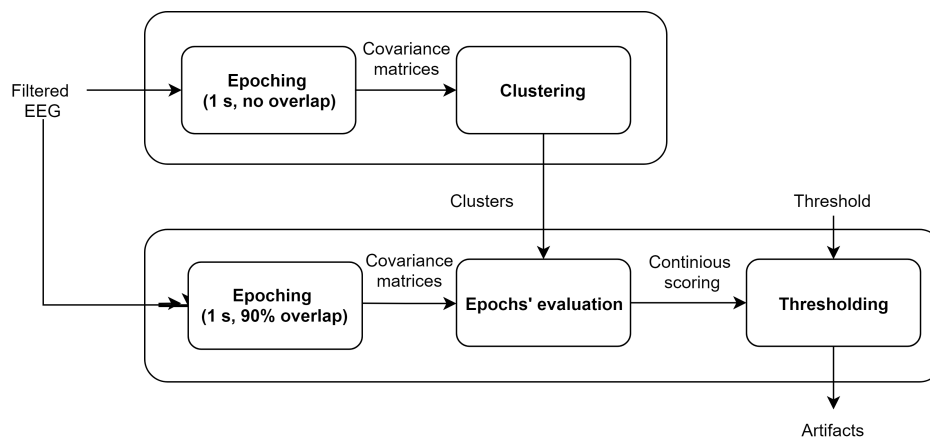 Filtered
EEG
Epoching
(1 s, no overlap)
Covariance
matrices
Clustering
Clusters
Threshold
Epoching
(1 s, 90% overlap)
Covariance
matrices
Epochs' evaluation
Continious
scoring
Thresholding
Artifacts